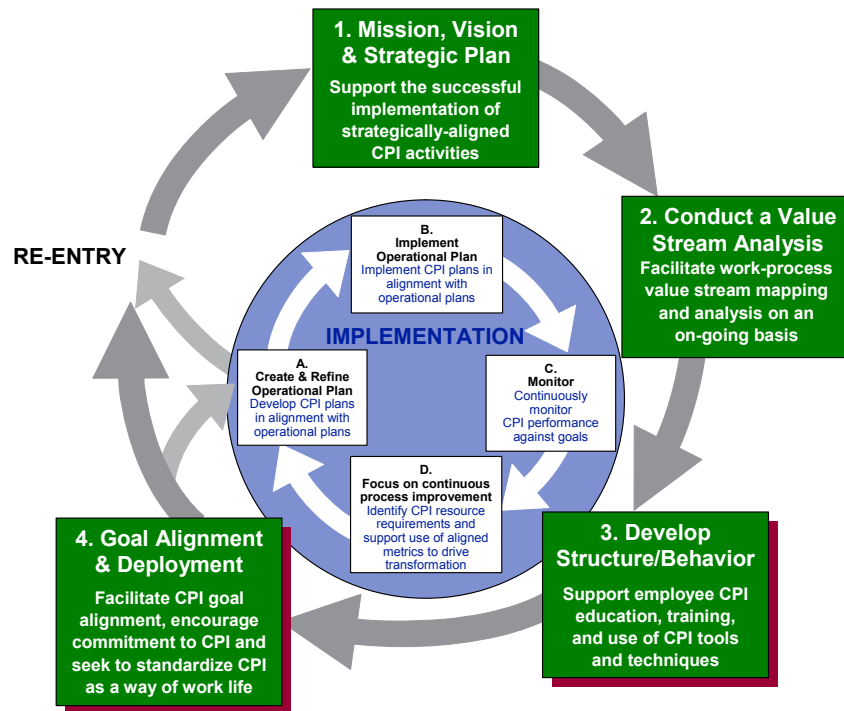 1. Mission, Vision
& Strategic Plan
Support the successful
implementation of
strategically-aligned
CPI activities
2. Conduct a Value
Stream Analysis
Facilitate work-process
value stream mapping
and analysis on an
on-going basis
RE-ENTRY
B.
Implement
Operational Plan
Implement CPI plans in
alignment with
operational plans
IMPLEMENTATION
A.
Create & Refine
Operational Plan
Develop CPI plans
in alignment with
operational plans
C.
Monitor
Continuously
monitor
CPI performance
against goals
D.
Focus on continuous
process improvement
Identify CPI resource
requirements and
support use of aligned
metrics to drive
transformation
3. Develop
Structure/Behavior
Support employee CPI
education, training,
and use of CPI tools
and techniques
4. Goal Alignment
& Deployment
Facilitate CPI goal
alignment, encourage
commitment to CPI and
seek to standardize CPI
as a way of work life